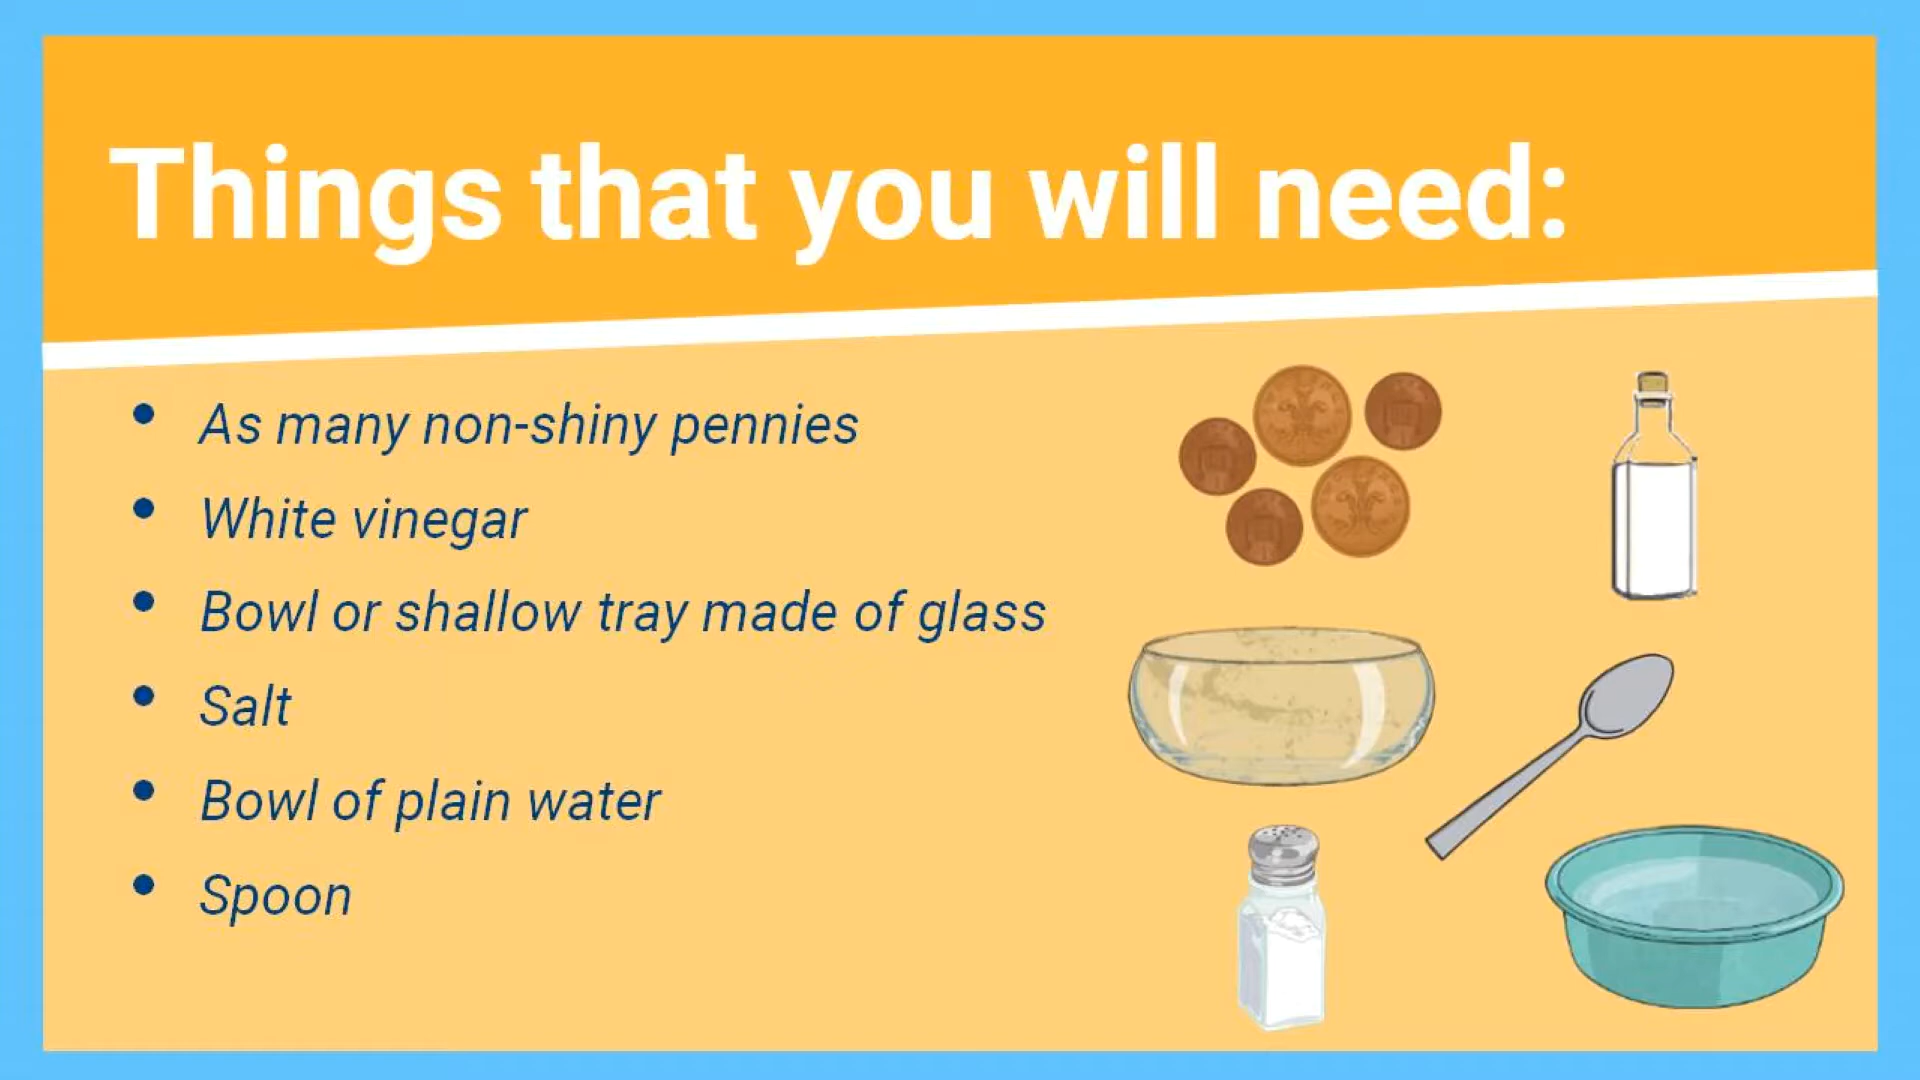 Things that you will need:
• As many non-shiny pennies
• White vinegar
• Bowl or shallow tray made of glass
• Salt
• Bowl of plain water
• Spoon